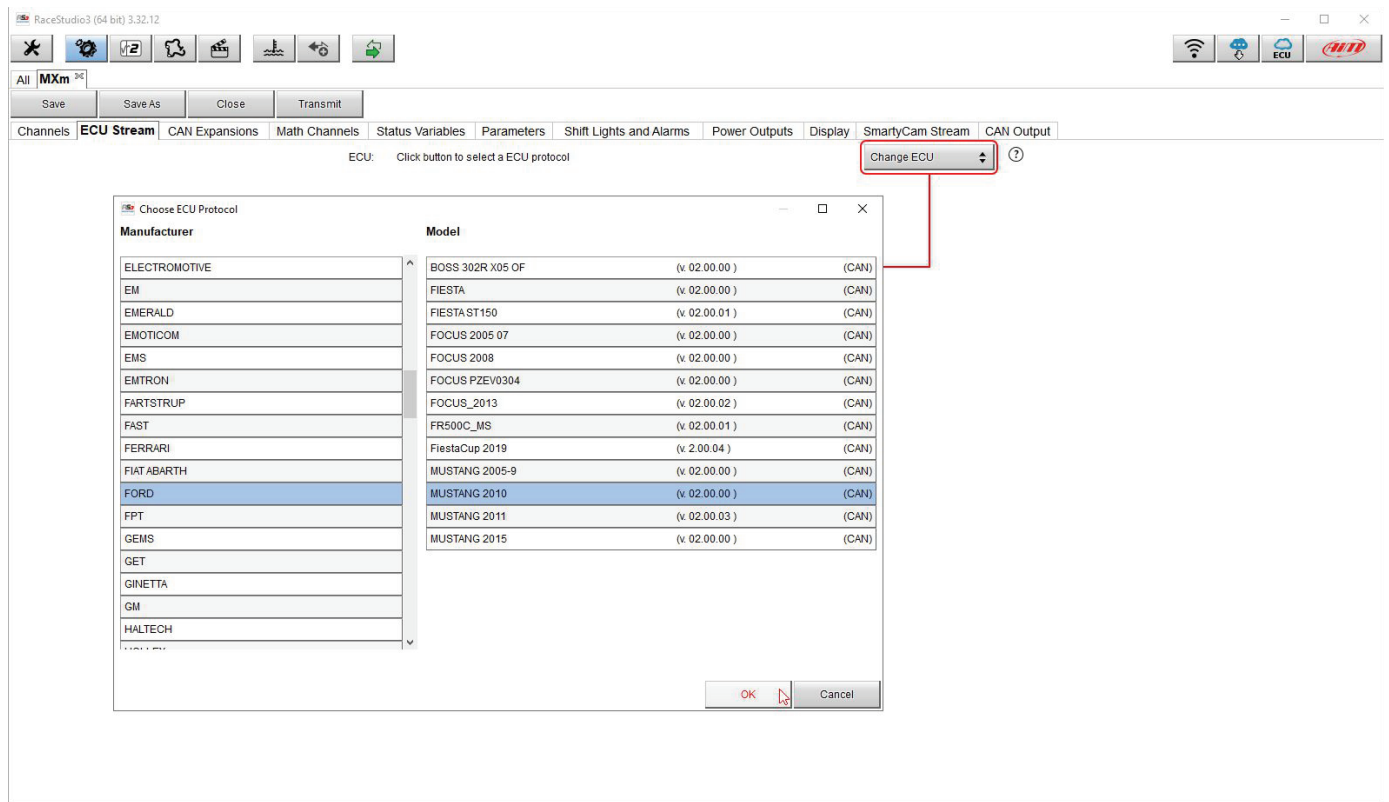 RaceStudio3 (64 bit) 3.32.12
ECU
AiM
All MXm
Save Save As Close Transmit
Channels ECU Stream CAN Expansions Math Channels Status Variables Parameters Shift Lights and Alarms Power Outputs Display SmartyCam Stream CAN Output
ECU: Click button to select a ECU protocol Change ECU ?
Choose ECU Protocol
Manufacturer Model
ELECTROMOTIVE BOSS 302R X05 OF (v. 02.00.00 ) (CAN)
EM FIESTA (v. 02.00.00 ) (CAN)
EMERALD FIESTA ST150 (v. 02.00.01 ) (CAN)
EMOTICOM FOCUS 2005 07 (v. 02.00.00 ) (CAN)
EMS FOCUS 2008 (v. 02.00.00 ) (CAN)
EMTRON FOCUS PZEV0304 (v. 02.00.00 ) (CAN)
FARTSTRUP FOCUS_2013 (v. 02.00.02 ) (CAN)
FAST FR500C_MS (v. 02.00.01 ) (CAN)
FERRARI FiestaCup 2019 (v. 2.00.04 ) (CAN)
FIAT ABARTH MUSTANG 2005-9 (v. 02.00.00 ) (CAN)
FORD MUSTANG 2010 (v. 02.00.00 ) (CAN)
FPT MUSTANG 2011 (v. 02.00.03 ) (CAN)
GEMS MUSTANG 2015 (v. 02.00.00 ) (CAN)
GET
GINETTA
GM
HALTECH
OK Cancel